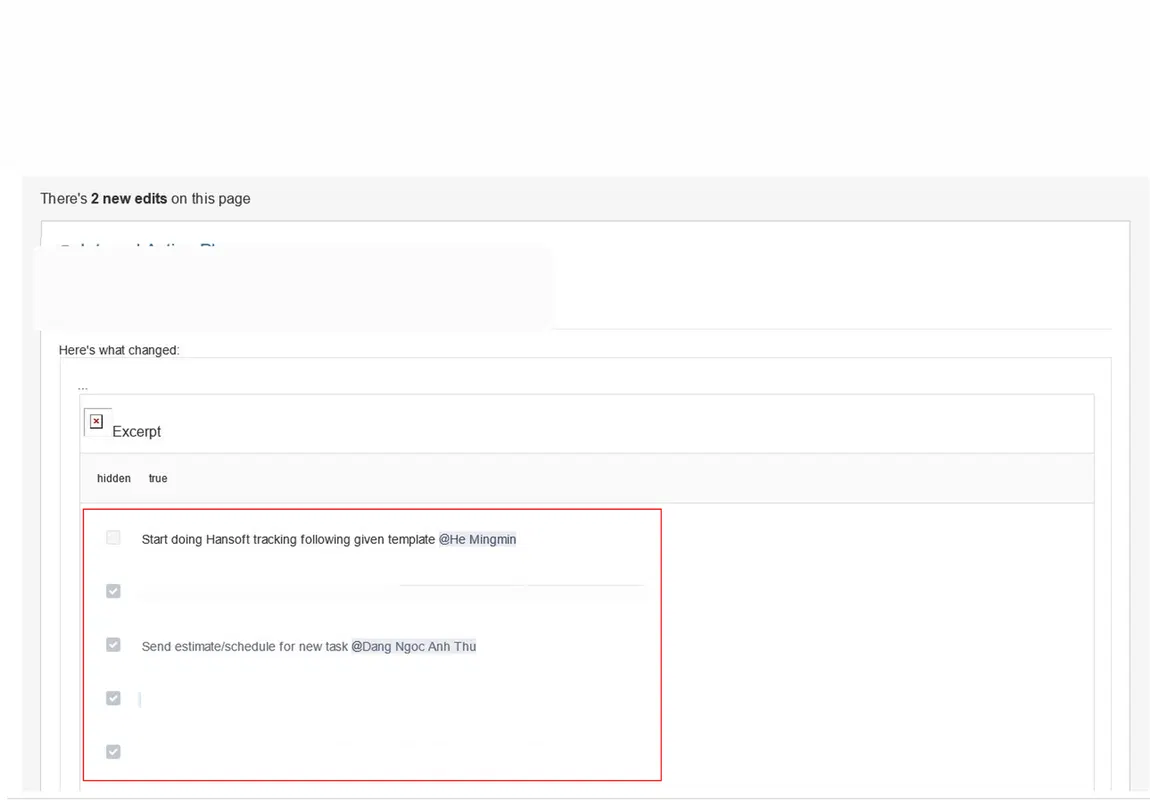 There's 2 new edits on this page
Here's what changed:
...
Excerpt
hidden true
Start doing Hansoft tracking following given template @He Mingmin
Send estimate/schedule for new task @Dang Ngoc Anh Thu